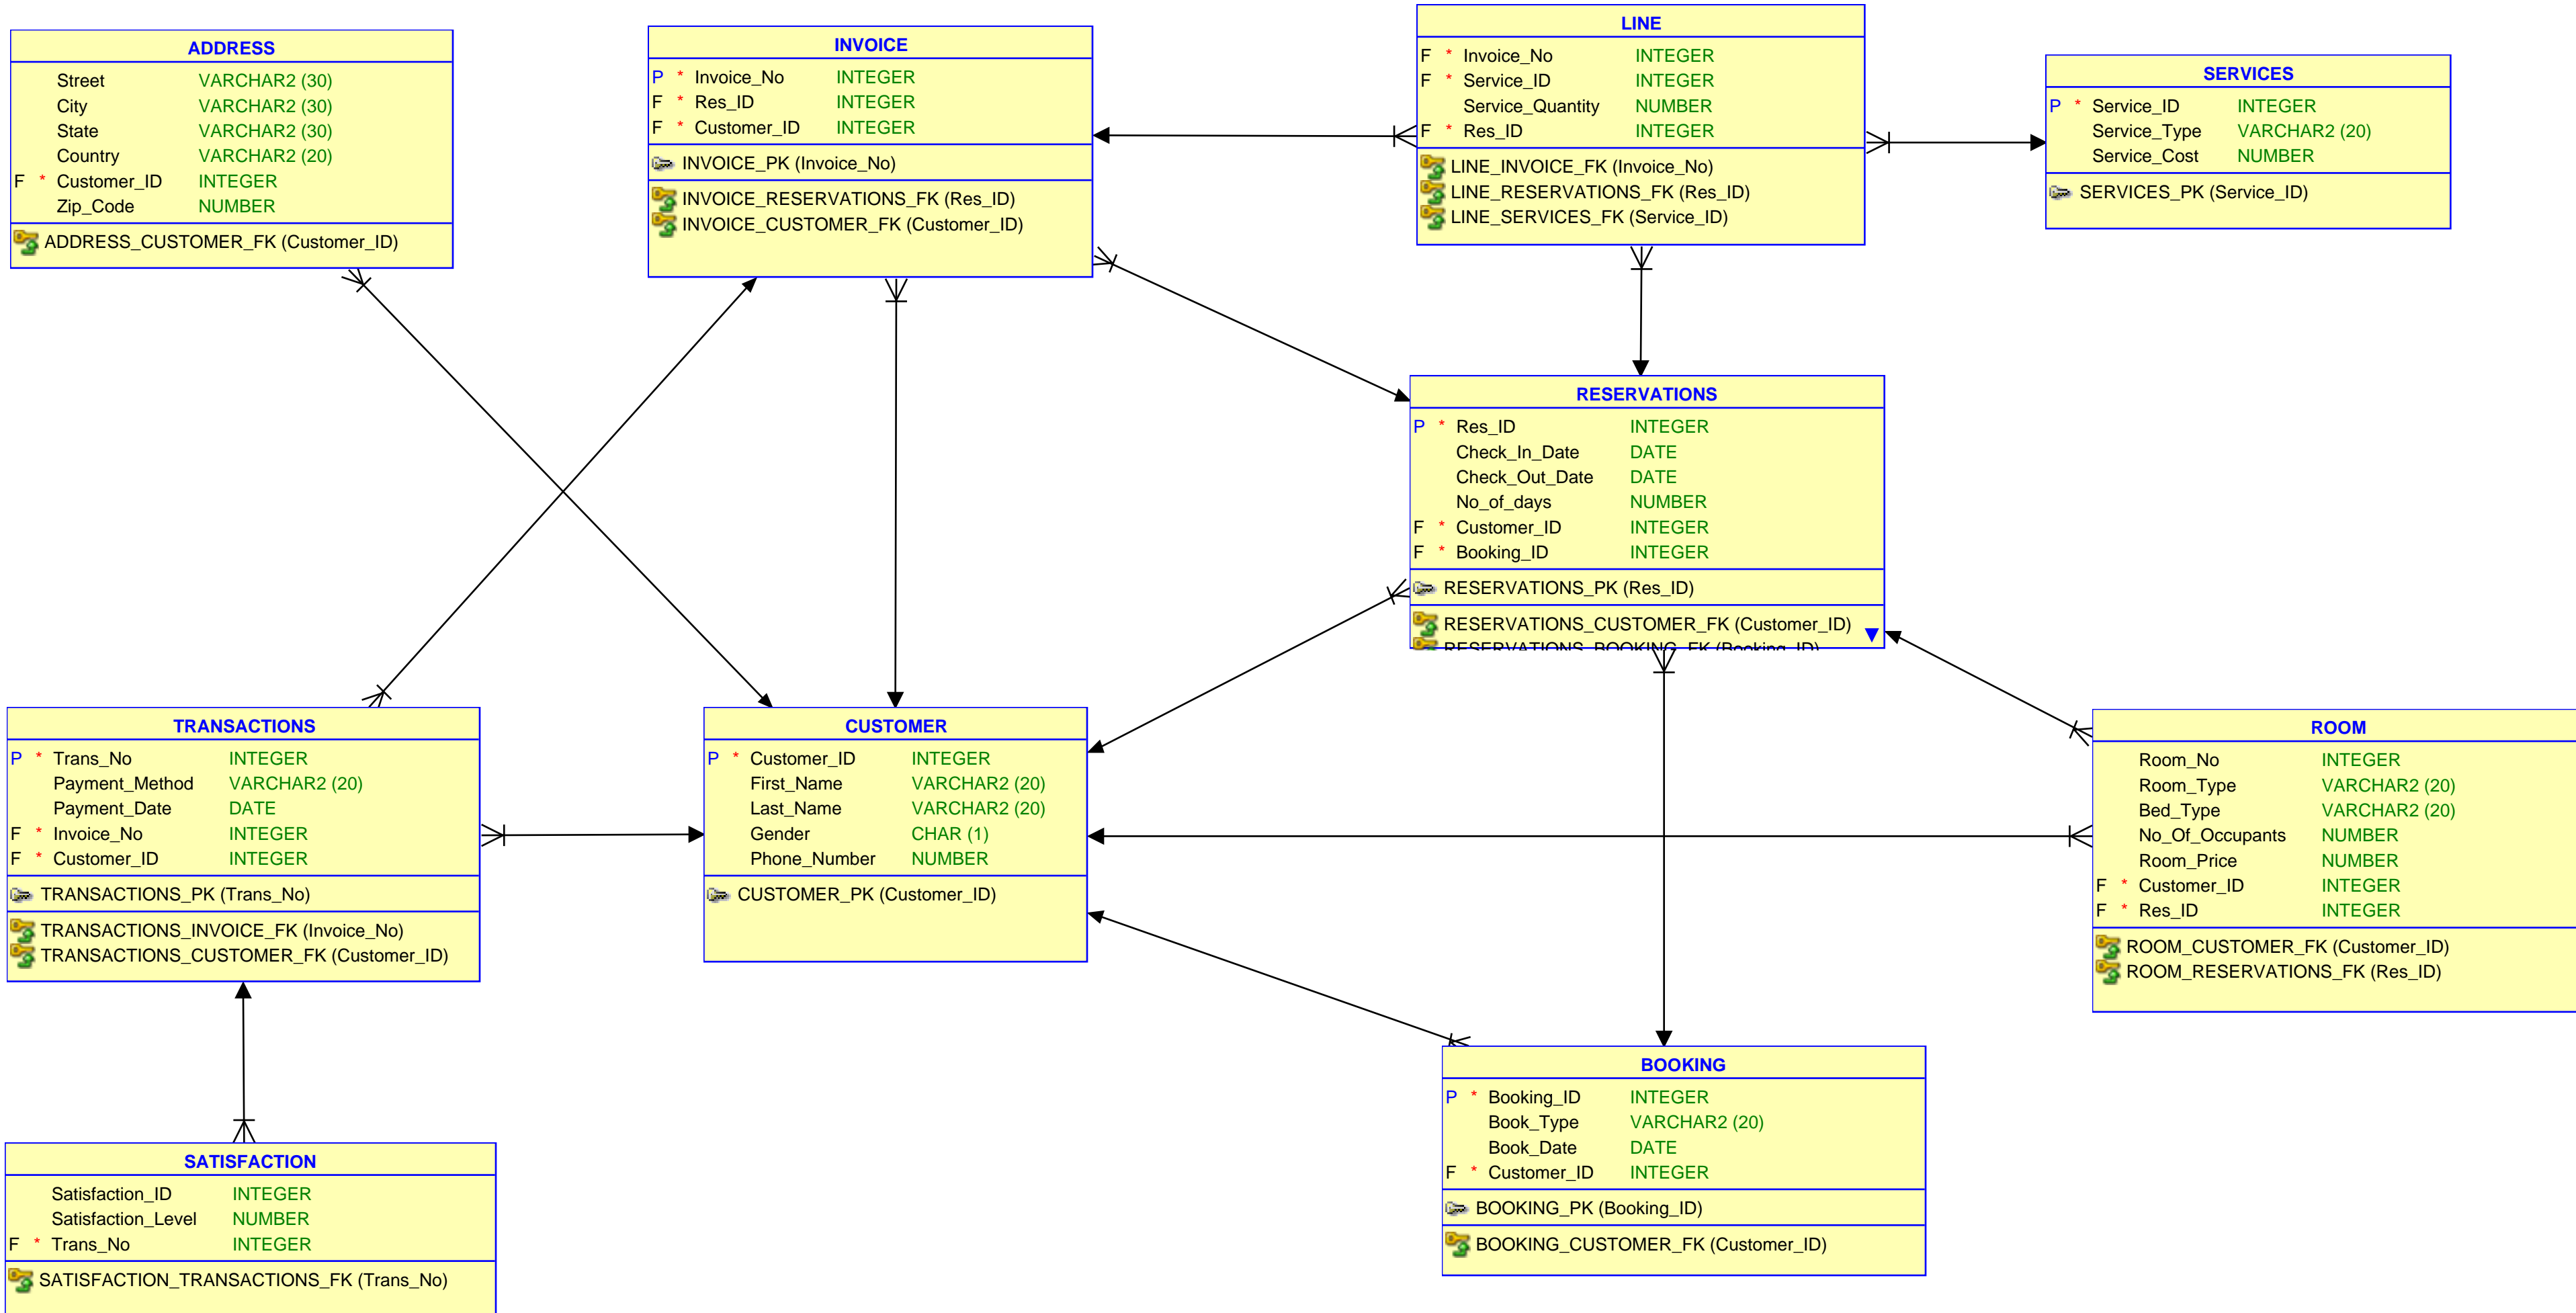 ADDRESS
Street VARCHAR2 (30)
City VARCHAR2 (30)
State VARCHAR2 (30)
Country VARCHAR2 (20)
F * Customer_ID INTEGER
Zip_Code NUMBER
ADDRESS_CUSTOMER_FK (Customer_ID)
INVOICE
P * Invoice_No INTEGER
F * Res_ID INTEGER
F * Customer_ID INTEGER
INVOICE_PK (Invoice_No)
INVOICE_RESERVATIONS_FK (Res_ID)
INVOICE_CUSTOMER_FK (Customer_ID)
LINE
F * Invoice_No INTEGER
F * Service_ID INTEGER
Service_Quantity NUMBER
F * Res_ID INTEGER
LINE_INVOICE_FK (Invoice_No)
LINE_RESERVATIONS_FK (Res_ID)
LINE_SERVICES_FK (Service_ID)
SERVICES
P * Service_ID INTEGER
Service_Type VARCHAR2 (20)
Service_Cost NUMBER
SERVICES_PK (Service_ID)
RESERVATIONS
P * Res_ID INTEGER
Check_In_Date DATE
Check_Out_Date DATE
No_of_days NUMBER
F * Customer_ID INTEGER
F * Booking_ID INTEGER
RESERVATIONS_PK (Res_ID)
RESERVATIONS_CUSTOMER_FK (Customer_ID)
RESERVATIONS_BOOKING_FK (Booking_ID)
TRANSACTIONS
P * Trans_No INTEGER
Payment_Method VARCHAR2 (20)
Payment_Date DATE
F * Invoice_No INTEGER
F * Customer_ID INTEGER
TRANSACTIONS_PK (Trans_No)
TRANSACTIONS_INVOICE_FK (Invoice_No)
TRANSACTIONS_CUSTOMER_FK (Customer_ID)
CUSTOMER
P * Customer_ID INTEGER
First_Name VARCHAR2 (20)
Last_Name VARCHAR2 (20)
Gender CHAR (1)
Phone_Number NUMBER
CUSTOMER_PK (Customer_ID)
ROOM
Room_No INTEGER
Room_Type VARCHAR2 (20)
Bed_Type VARCHAR2 (20)
No_Of_Occupants NUMBER
Room_Price NUMBER
F * Customer_ID INTEGER
F * Res_ID INTEGER
ROOM_CUSTOMER_FK (Customer_ID)
ROOM_RESERVATIONS_FK (Res_ID)
BOOKING
P * Booking_ID INTEGER
Book_Type VARCHAR2 (20)
Book_Date DATE
F * Customer_ID INTEGER
BOOKING_PK (Booking_ID)
BOOKING_CUSTOMER_FK (Customer_ID)
SATISFACTION
Satisfaction_ID INTEGER
Satisfaction_Level NUMBER
F * Trans_No INTEGER
SATISFACTION_TRANSACTIONS_FK (Trans_No)